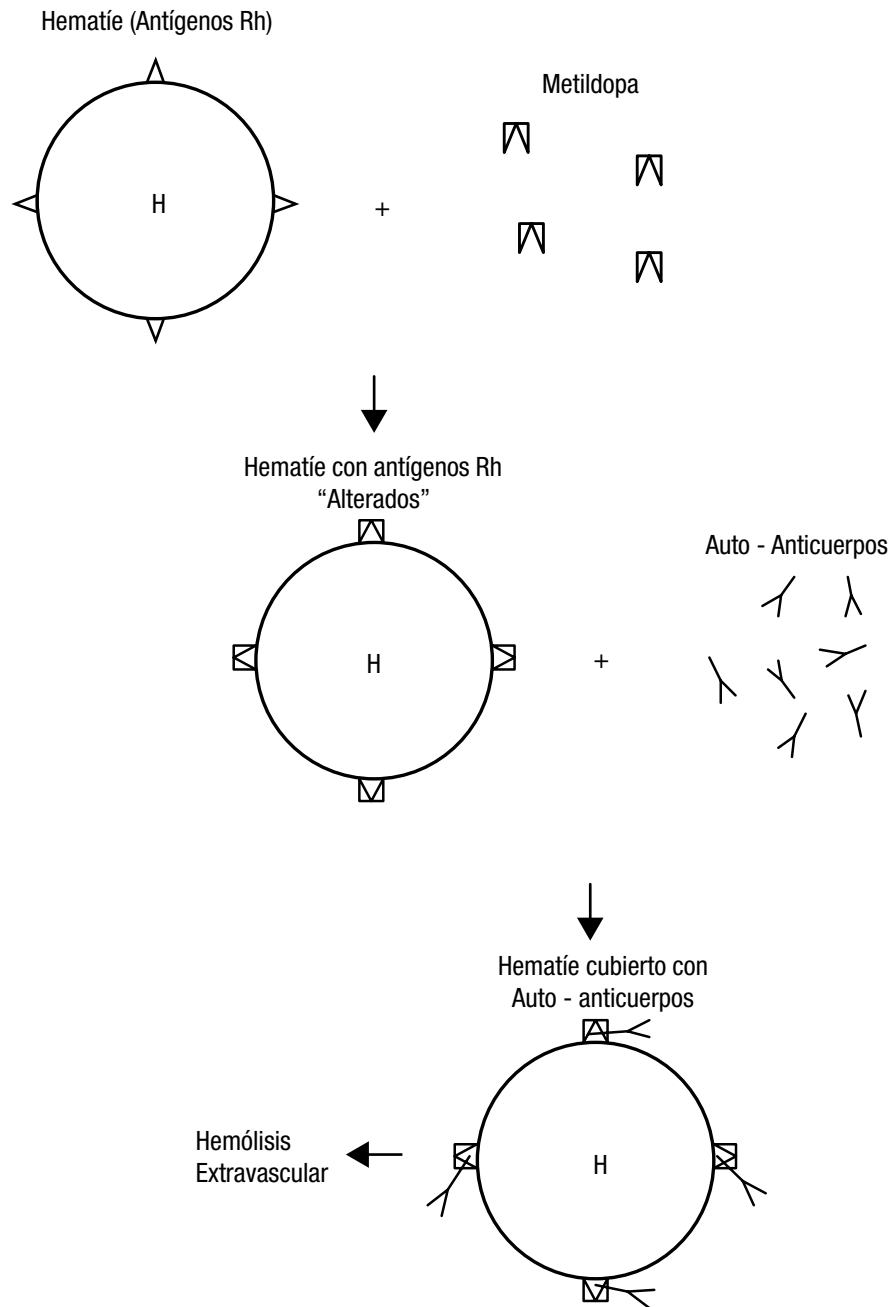 Hematíe (Antígenos Rh)
Metildopa
H
+
Hematíe con antígenos Rh
“Alterados”
Auto - Anticuerpos
H
+
Hematíe cubierto con
Auto - anticuerpos
Hemólisis
Extravascular
H